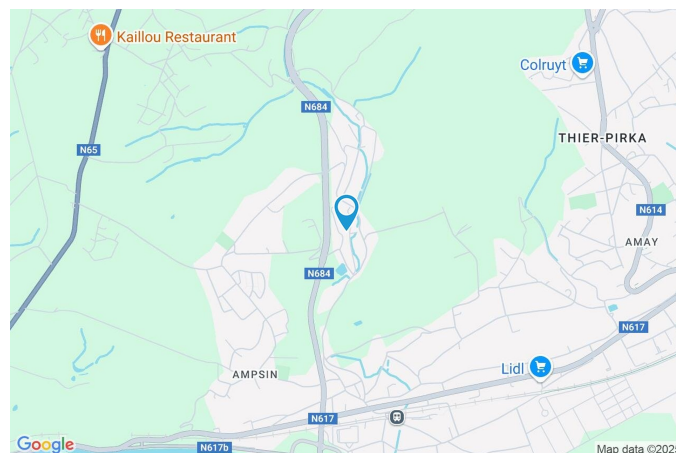 Kaillou Restaurant
Colruyt
N684
THIER-PIRKA
N65
N614
AMAY
N684
N617
Lidl
AMPSIN
N617
Google
N617b
Map data ©2025